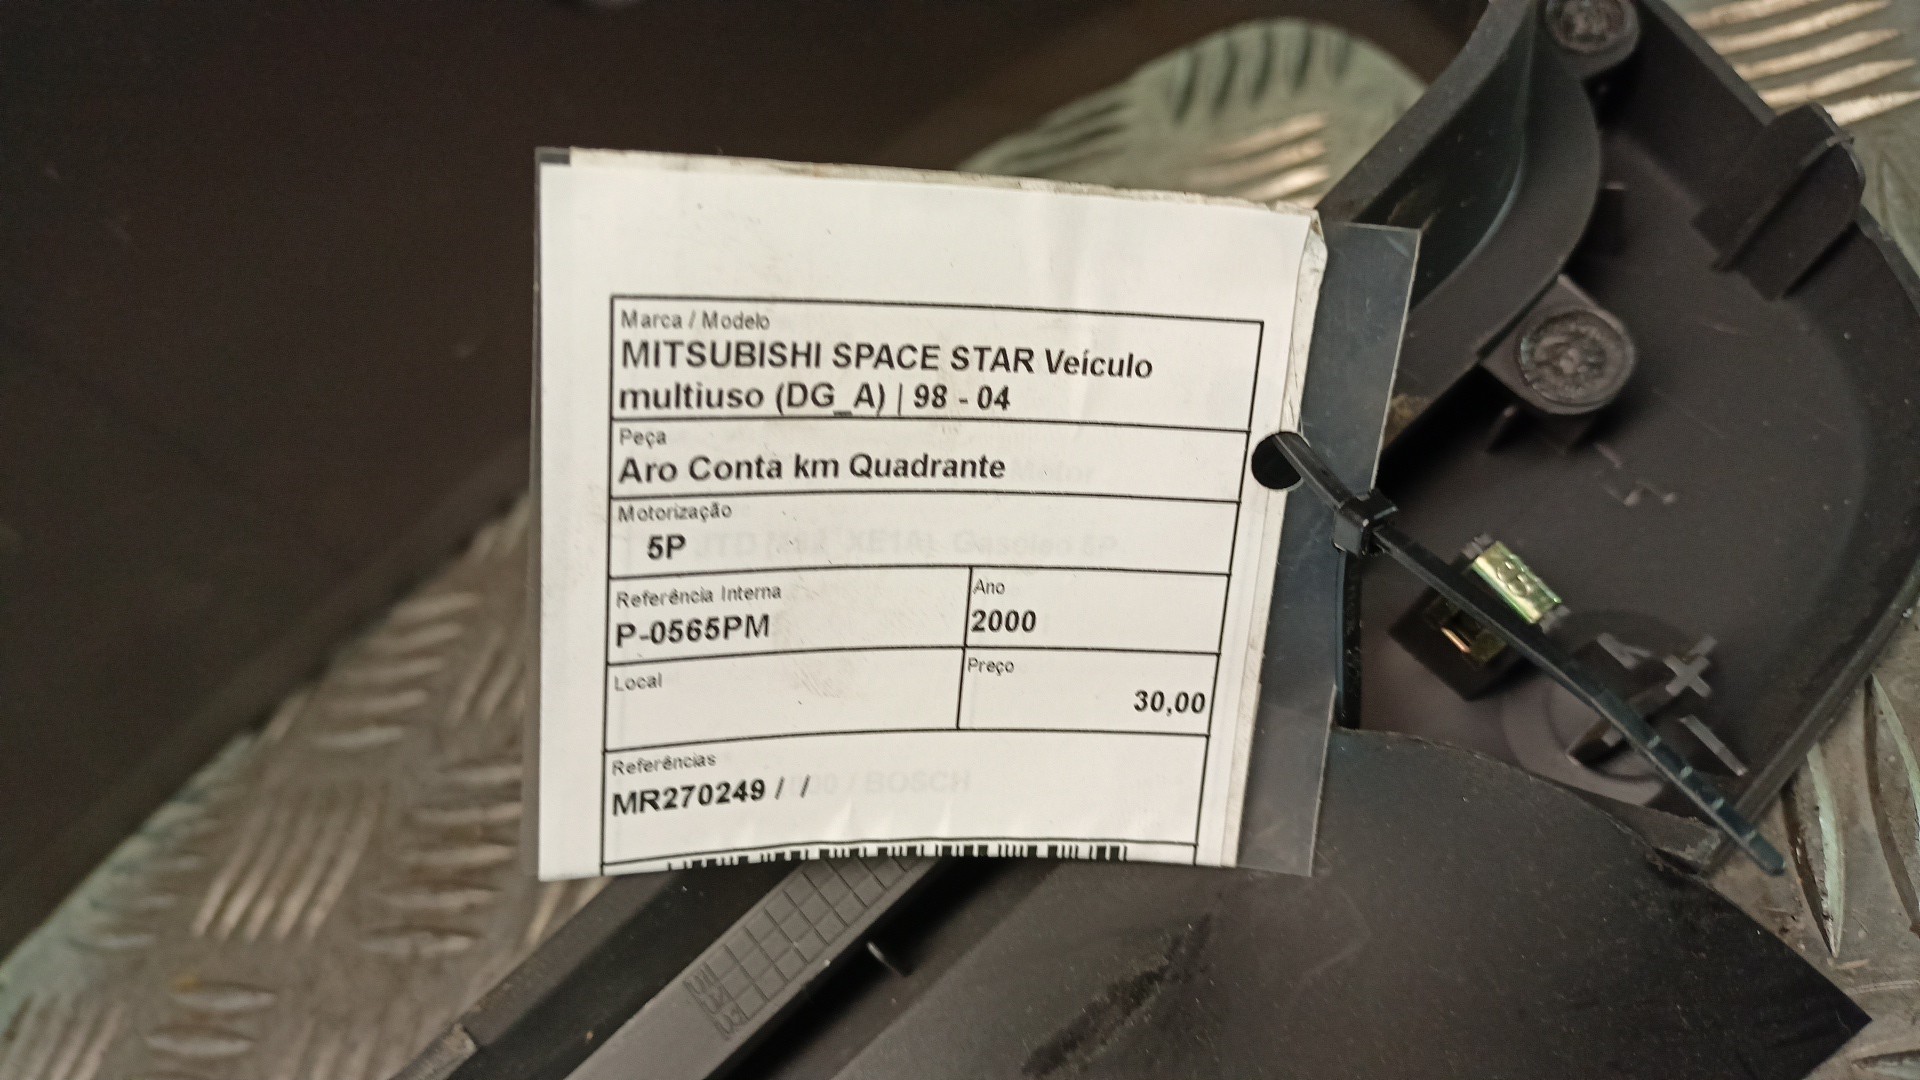 Marca / Modelo
MITSUBISHI SPACE STAR Veículo
multiuso (DG_A) | 98 - 04
Peça
Aro Conta km Quadrante
Motorização
5P
Referência Interna
P-0565PM
Ano
2000
Local
Preço
30,00
Referências
MR270249 / /